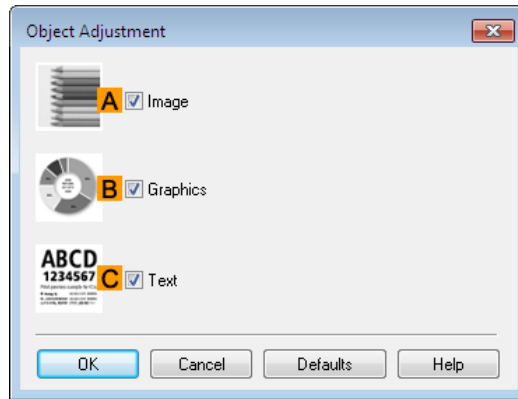 Object Adjustment
A Image
B Graphics
ABCD
1234567
C Text
OK Cancel Defaults Help